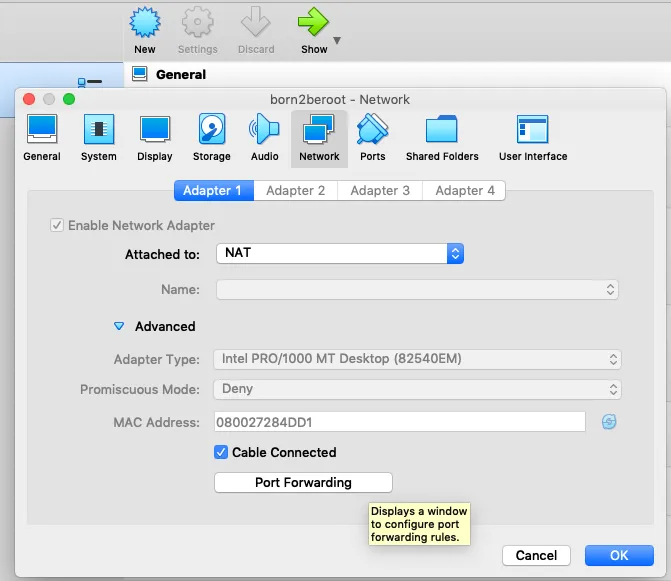 New Settings Discard Show
General
born2beroot - Network
General System Display Storage Audio Network Ports Shared Folders User Interface
Adapter 1 Adapter 2 Adapter 3 Adapter 4
Enable Network Adapter
Attached to: NAT
Name:
Advanced
Adapter Type: Intel PRO/1000 MT Desktop (82540EM)
Promiscuous Mode: Deny
MAC Address: 080027284DD1
Cable Connected
Port Forwarding
Displays a window
to configure port
forwarding rules.
Cancel OK